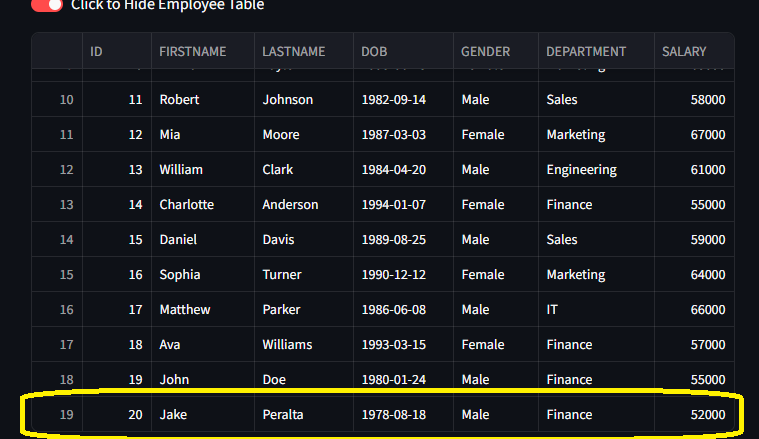 Click to Hide Employee Table
ID FIRSTNAME LASTNAME DOB GENDER DEPARTMENT SALARY
10 11 Robert Johnson 1982-09-14 Male Sales 58000
11 12 Mia Moore 1987-03-03 Female Marketing 67000
12 13 William Clark 1984-04-20 Male Engineering 61000
13 14 Charlotte Anderson 1994-01-07 Female Finance 55000
14 15 Daniel Davis 1989-08-25 Male Sales 59000
15 16 Sophia Turner 1990-12-12 Female Marketing 64000
16 17 Matthew Parker 1986-06-08 Male IT 66000
17 18 Ava Williams 1993-03-15 Female Finance 57000
18 19 John Doe 1980-01-24 Male Finance 55000
19 20 Jake Peralta 1978-08-18 Male Finance 52000